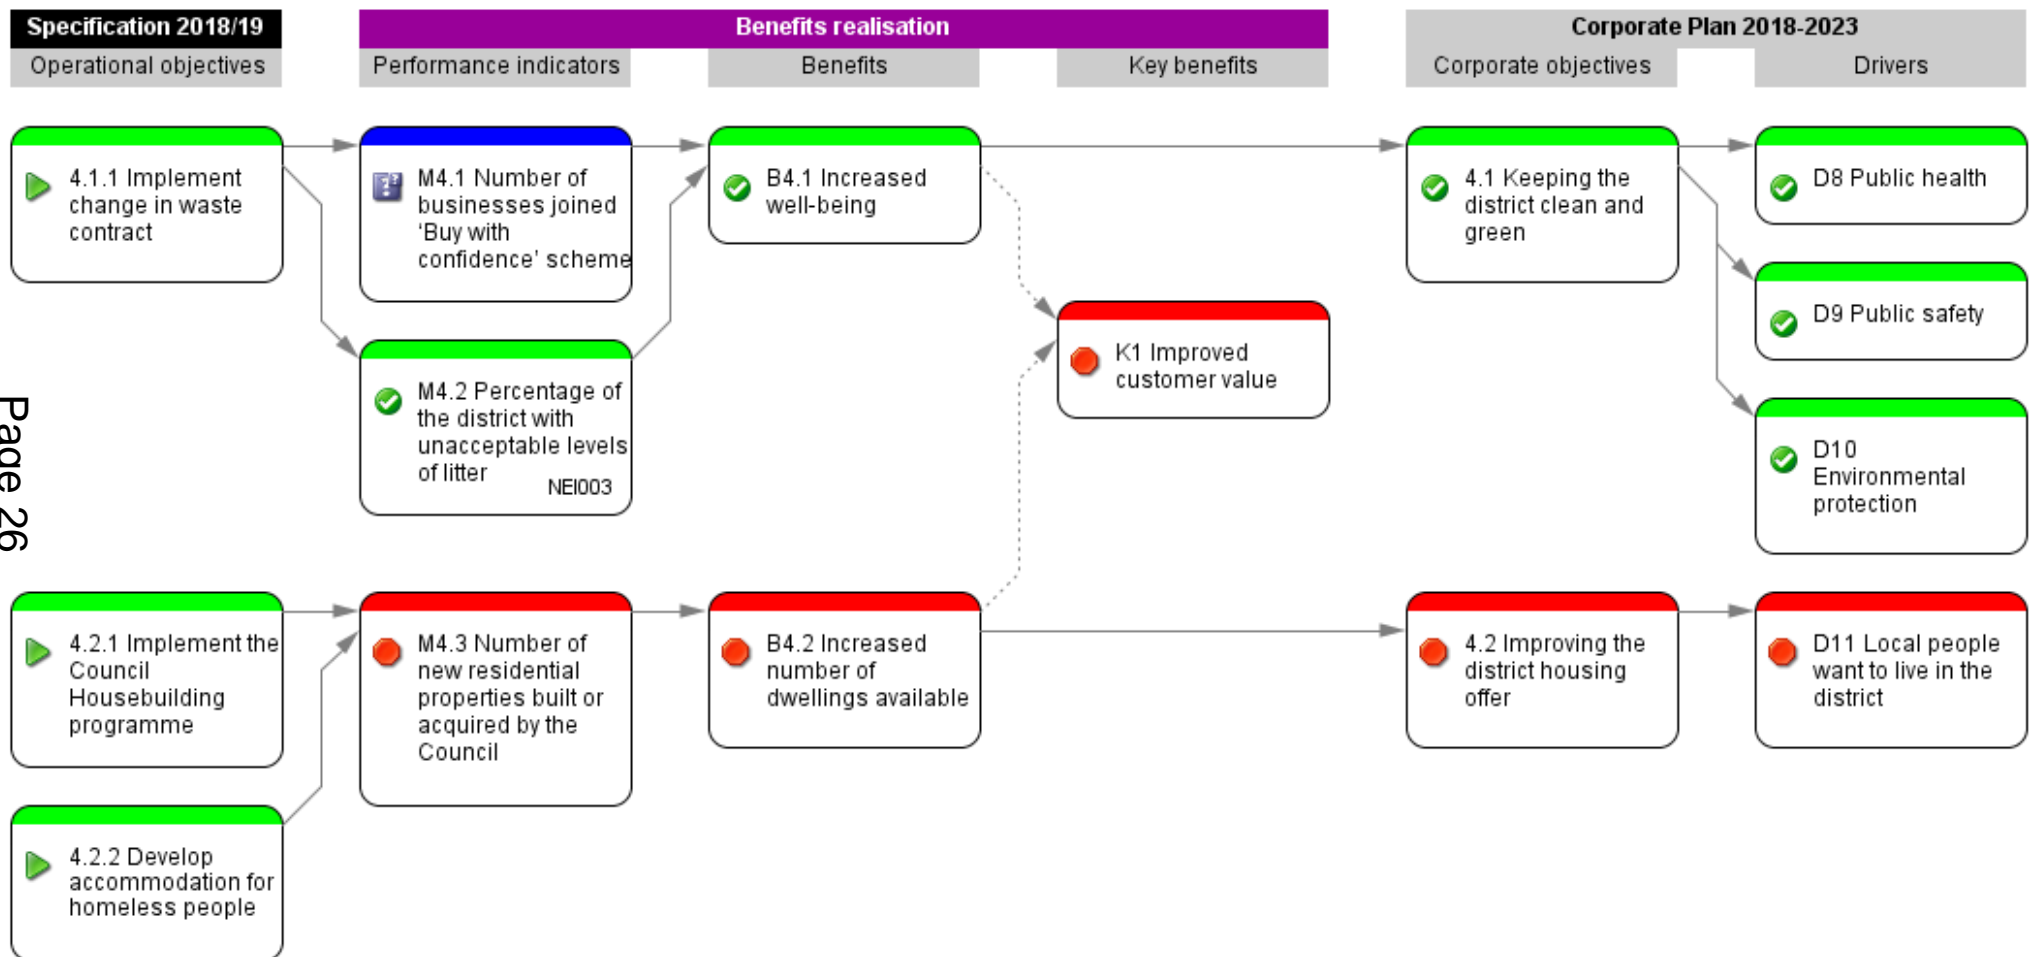 Specification 2018/19
Benefits realisation
Corporate Plan 2018-2023
Operational objectives
Performance indicators
Benefits
Key benefits
Corporate objectives
Drivers
4.1.1 Implement
change in waste
contract
M4.1 Number of
businesses joined
‘Buy with
confidence’ scheme
B4.1 Increased
well-being
4.1 Keeping the
district clean and
green
D8 Public health
D9 Public safety
K1 Improved
customer value
M4.2 Percentage of
the district with
unacceptable levels
of litter
NEI003
D10
Environmental
protection
Page 26
4.2.1 Implement the
Council
Housebuilding
programme
M4.3 Number of
new residential
properties built or
acquired by the
Council
B4.2 Increased
number of
dwellings available
4.2 Improving the
district housing
offer
D11 Local people
want to live in the
district
4.2.2 Develop
accommodation for
homeless people